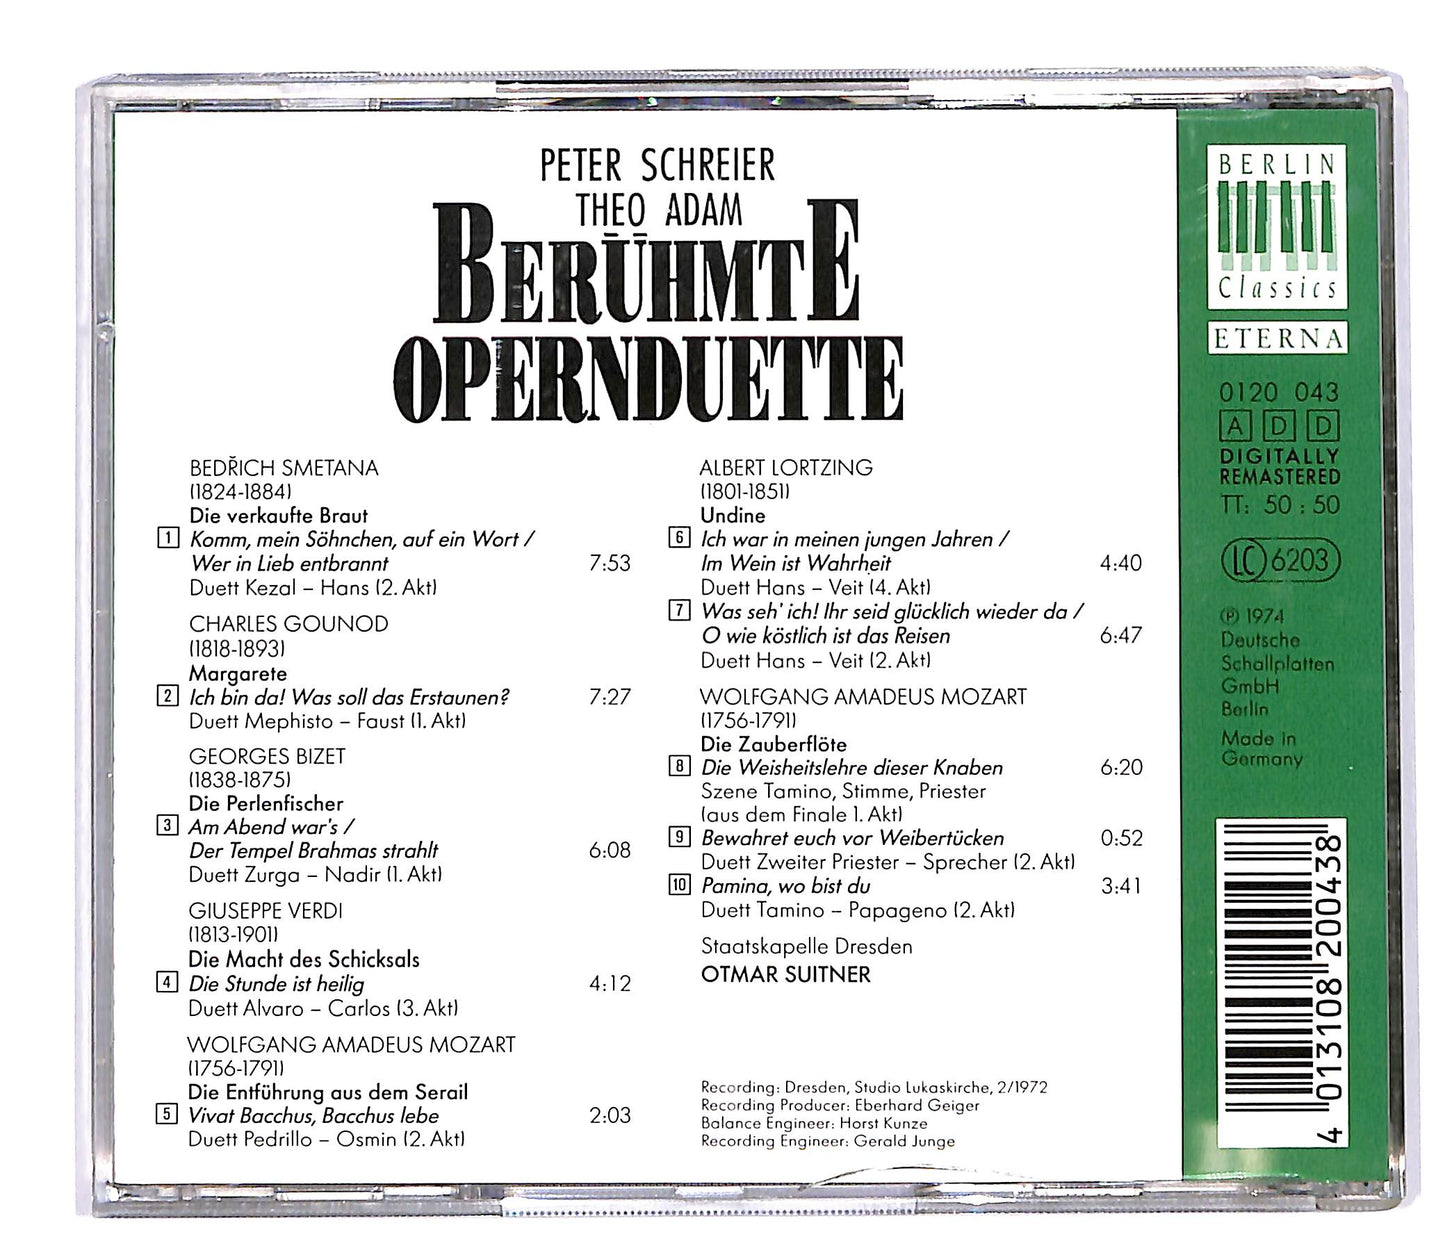 PETER SCHREIER
THEO ADAM
BERÜHMTE
OPERNDUETTE
BEDŘICH SMETANA
(1824-1884)
Die verkaufte Braut
1 Komm, mein Söhnchen, auf ein Wort /
Wer in Lieb entbrannt 7:53
Duett Kezal – Hans (2. Akt)
CHARLES GOUNOD
(1818-1893)
Margarete
2 Ich bin da! Was soll das Erstaunen? 7:27
Duett Mephisto – Faust (1. Akt)
GEORGES BIZET
(1838-1875)
Die Perlenfischer
3 Am Abend war's /
Der Tempel Brahmas strahlt 6:08
Duett Zurga – Nadir (1. Akt)
GIUSEPPE VERDI
(1813-1901)
Die Macht des Schicksals
4 Die Stunde ist heilig 4:12
Duett Alvaro – Carlos (3. Akt)
WOLFGANG AMADEUS MOZART
(1756-1791)
Die Entführung aus dem Serail
5 Vivat Bacchus, Bacchus lebe 2:03
Duett Pedrillo – Osmin (2. Akt)
ALBERT LORTZING
(1801-1851)
Undine
6 Ich war in meinen jungen Jahren /
Im Wein ist Wahrheit 4:40
Duett Hans – Veit (4. Akt)
7 Was seh' ich! Ihr seid glücklich wieder da /
O wie köstlich ist das Reisen 6:47
Duett Hans – Veit (2. Akt)
WOLFGANG AMADEUS MOZART
(1756-1791)
Die Zauberflöte
8 Die Weisheitslehre dieser Knaben 6:20
Szene Tamino, Stimme, Priester
(aus dem Finale 1. Akt)
9 Bewahret euch vor Weibertücken 0:52
Duett Zweiter Priester – Sprecher (2. Akt)
10 Pamina, wo bist du 3:41
Duett Tamino – Papageno (2. Akt)
Staatskapelle Dresden
OTMAR SUITNER
Recording: Dresden, Studio Lukaskirche, 2/1972
Recording Producer: Eberhard Geiger
Balance Engineer: Horst Kunze
Recording Engineer: Gerald Junge
BERLIN
Classics
ETERNA
0120 043
A D D
DIGITALLY
REMASTERED
TT: 50 : 50
LC 6203
℗ 1974
Deutsche
Schallplatten
GmbH
Berlin
Made in
Germany
4 013108 200438